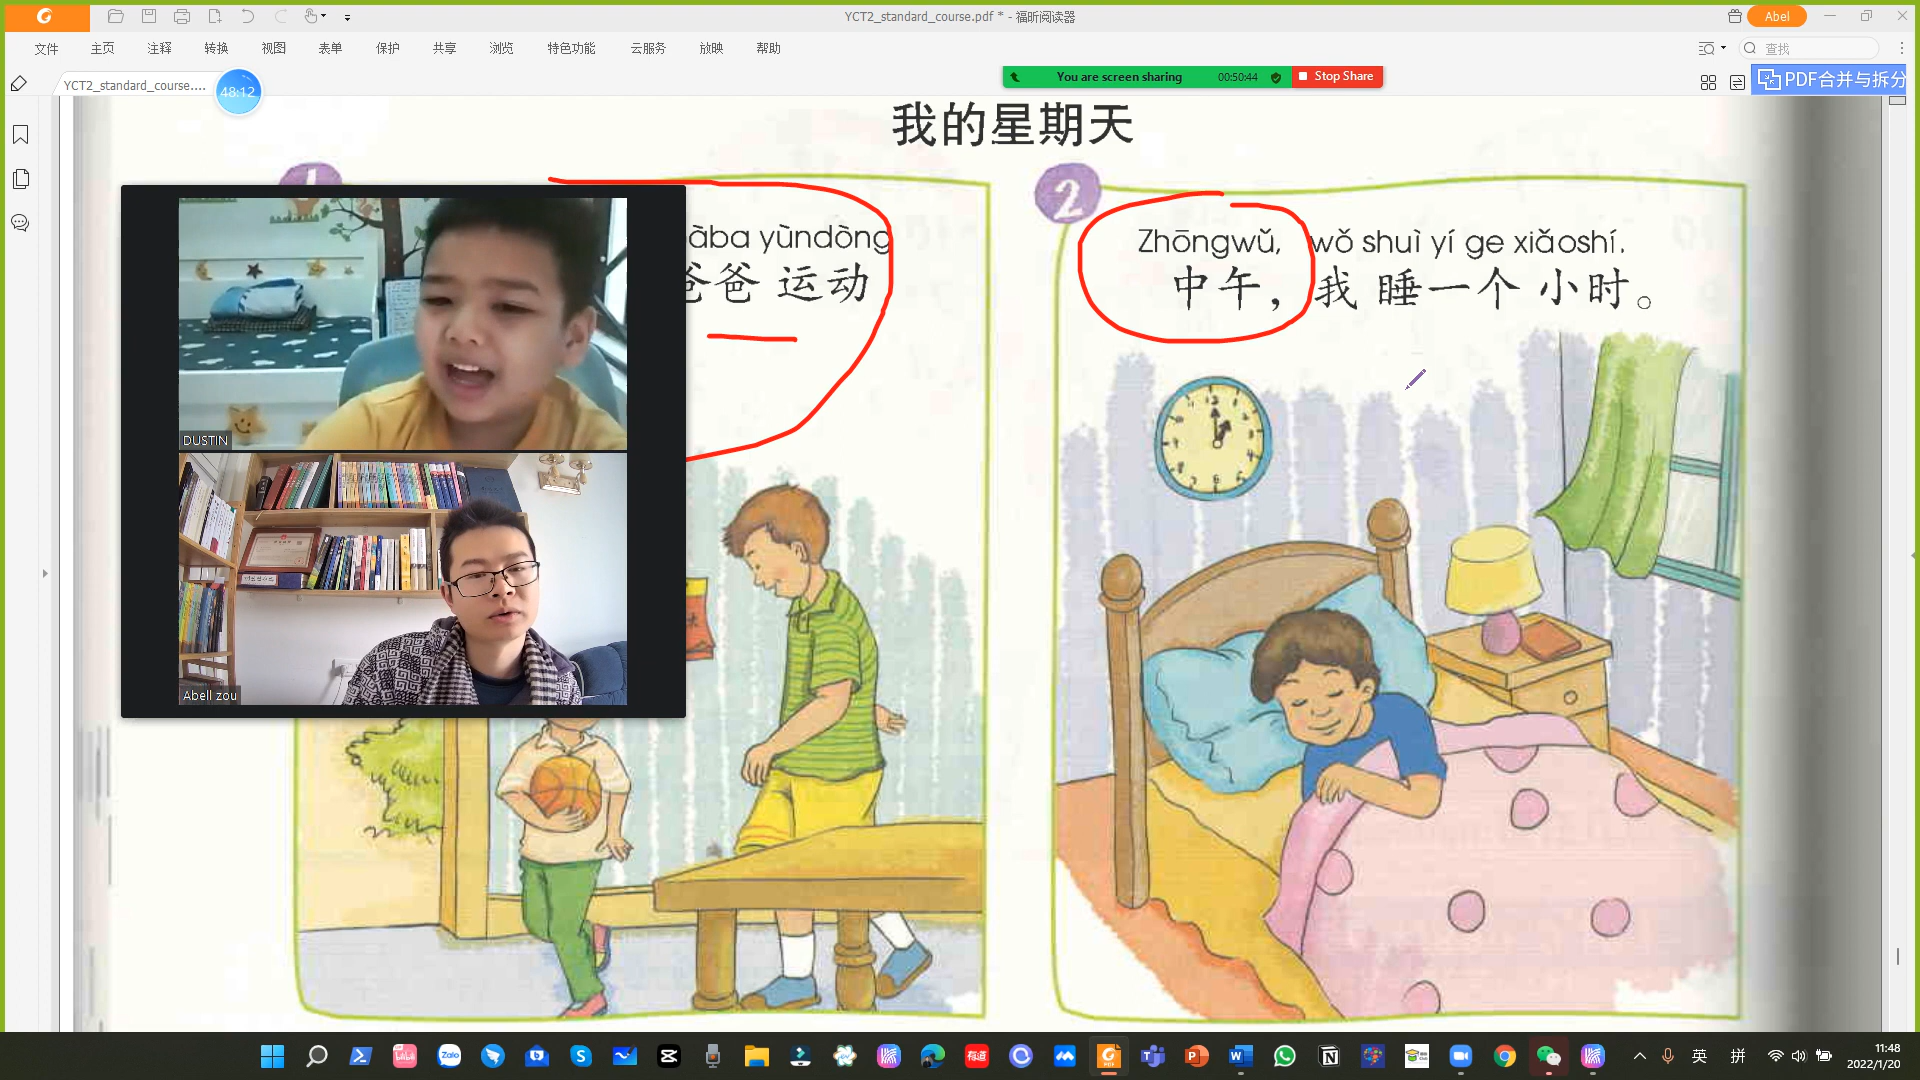 YCT2_standard_course.pdf * - 福昕阅读器
Abel
文件 主页 注释 转换 视图 表单 保护 共享 浏览 特色功能 云服务 放映 帮助
查找
You are screen sharing 00:50:44 Stop Share
YCT2_standard_course....
48:12
PDF合并与拆分
我的星期天
2
àba yùndòng
爸爸 运动
Zhōngwǔ, wǒ shuì yí ge xiǎoshí.
中午，我 睡一个 小时。
DUSTIN
Abell zou
Zalo
有道
英 拼
11:48
2022/1/20